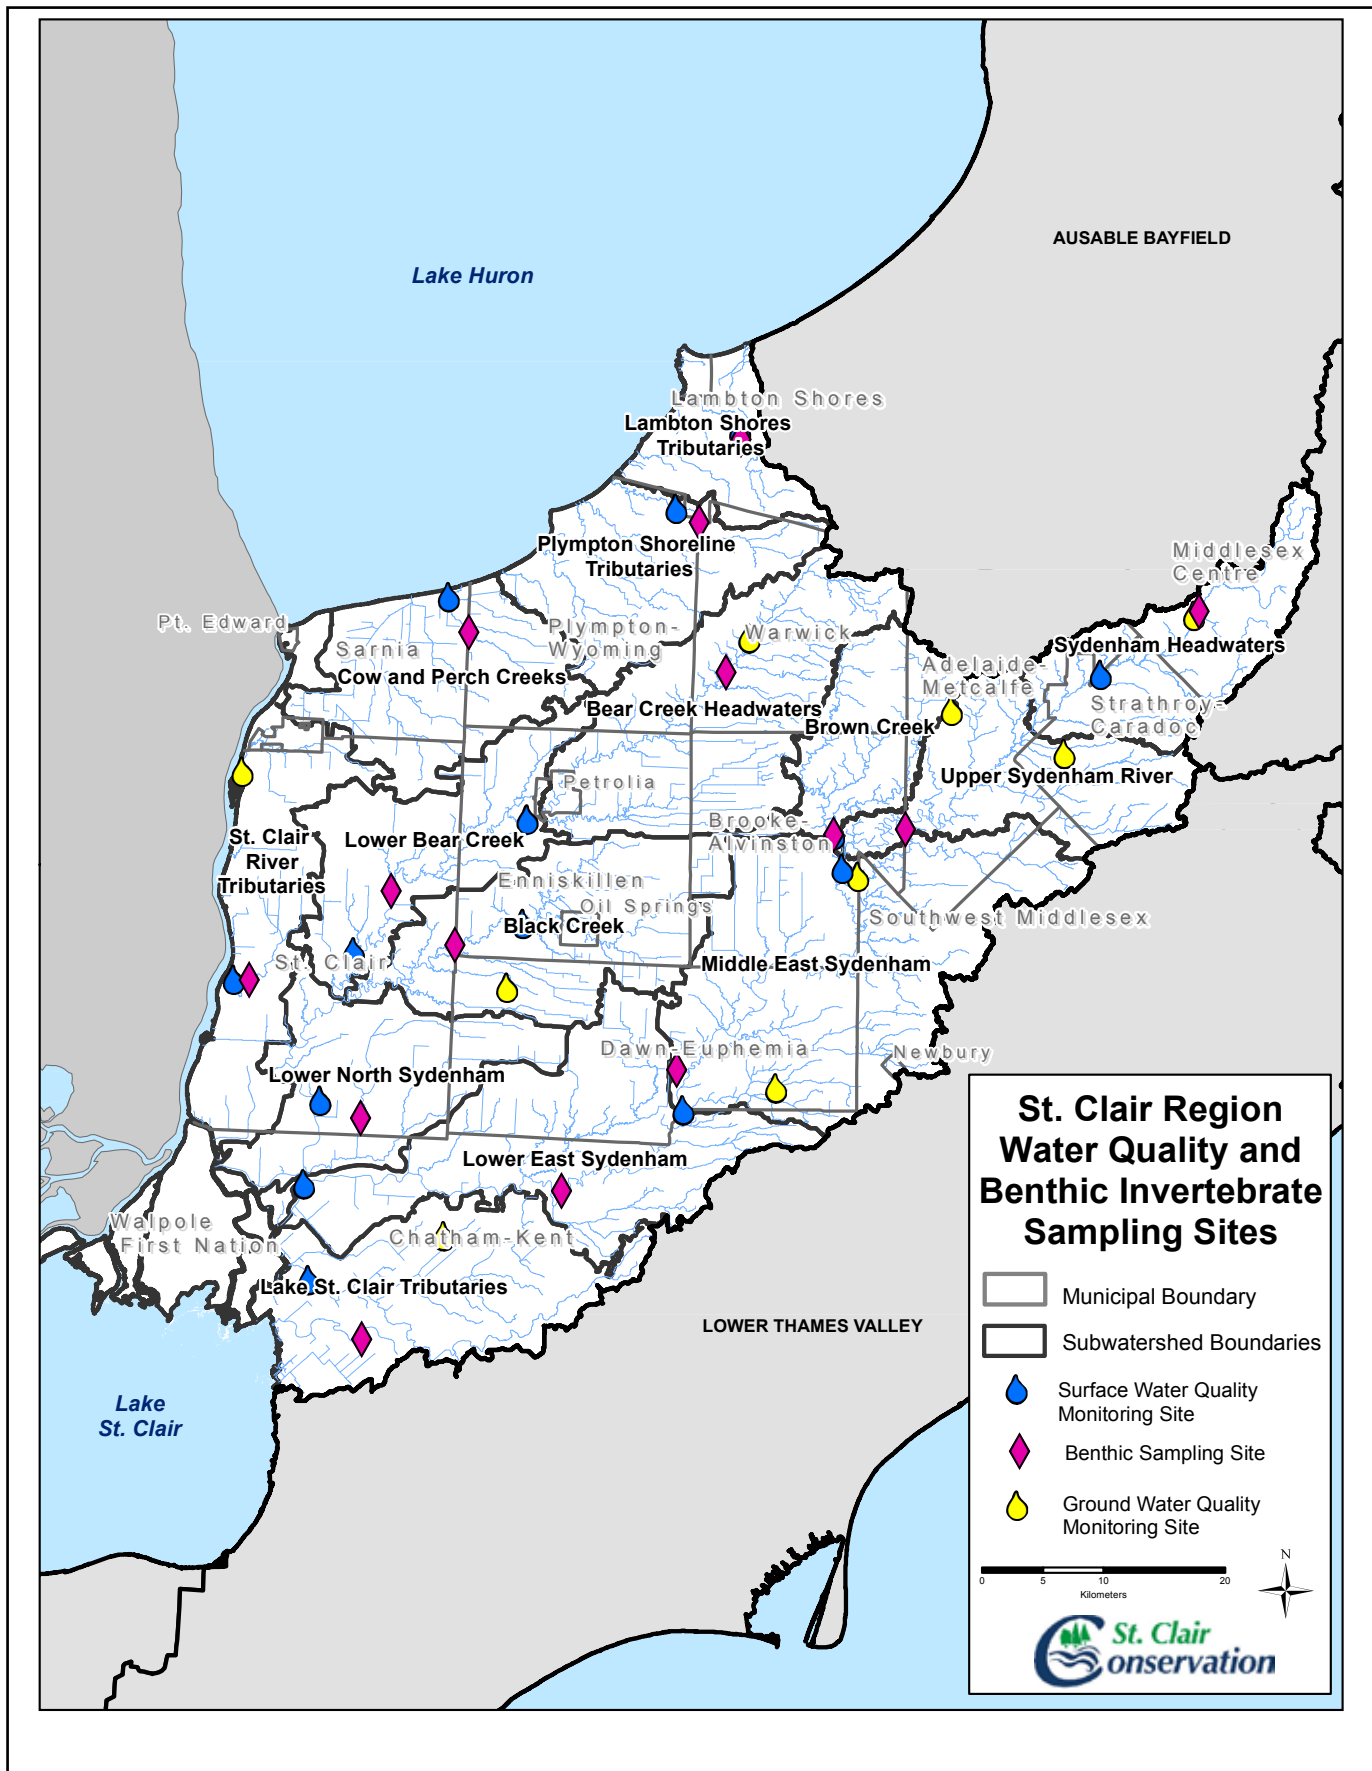 AUSABLE BAYFIELD
Lake Huron
Lambton Shores
Lambton Shores
Tributaries
Plympton Shoreline
Tributaries
Middlesex
Centre
Pt. Edward
Sarnia
Plympton-
Wyoming
Warwick
Sydenham Headwaters
Cow and Perch Creeks
Adelaide-
Metcalfe
Bear Creek Headwaters
Strathroy-
Caradoc
Brown Creek
Upper Sydenham River
Petrolia
Brooke-
Alvinston
St. Clair
River
Tributaries
Lower Bear Creek
Enniskillen
Oil Springs
Black Creek
Southwest Middlesex
St. Clair
Middle East Sydenham
Dawn-Euphemia
Newbury
Lower North Sydenham
Lower East Sydenham
Walpole
First Nation
Chatham-Kent
Lake St. Clair Tributaries
LOWER THAMES VALLEY
Lake
St. Clair
St. Clair Region
Water Quality and
Benthic Invertebrate
Sampling Sites
Municipal Boundary
Subwatershed Boundaries
Surface Water Quality
Monitoring Site
Benthic Sampling Site
Ground Water Quality
Monitoring Site
0 5 10 20
Kilometers
N
St. Clair
Conservation